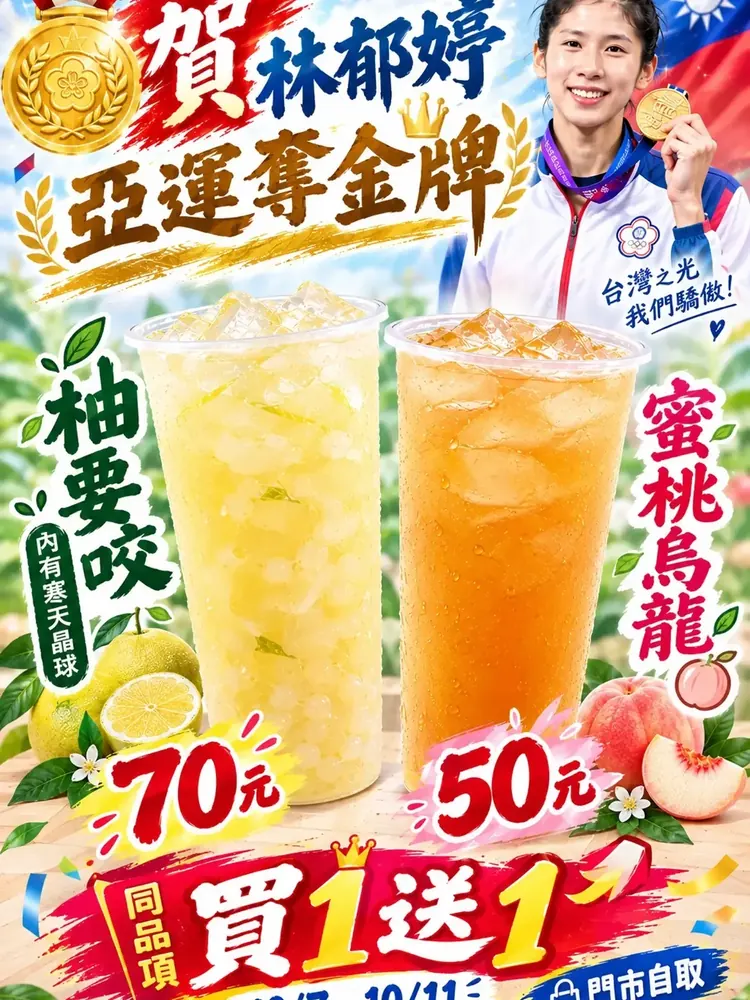 賀林郁婷
亞運奪金牌
台灣之光
我們驕傲!
柚要咬
內有寒天晶球
蜜桃烏龍
70元
50元
同品項
買1送1
10/11
門市自取